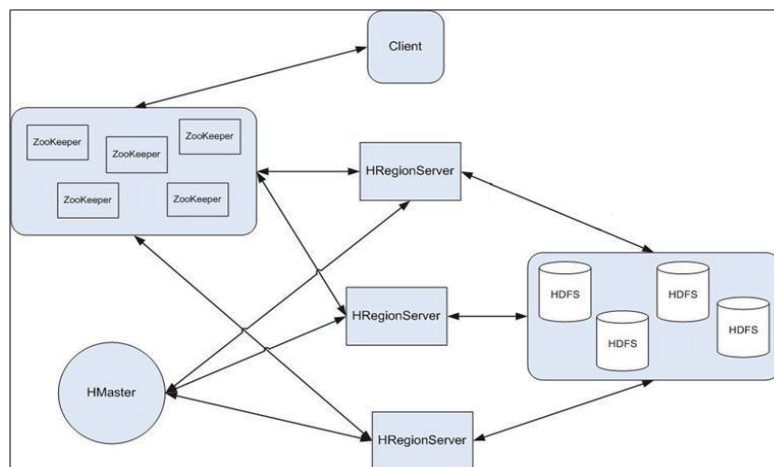 Client
ZooKeeper
ZooKeeper
ZooKeeper
ZooKeeper
ZooKeeper
HRegionServer
HRegionServer
HRegionServer
HMaster
HDFS
HDFS
HDFS
HDFS